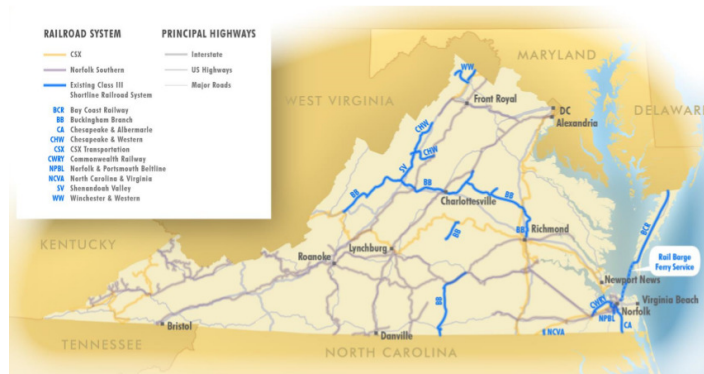 RAILROAD SYSTEM
CSX
Norfolk Southern
Existing Class III
Shortline Railroad System
BCR Bay Coast Railway
BB Buckingham Branch
CA Chesapeake & Albermarle
CHW Chesapeake & Western
CSX CSX Transportation
CWRY Commonwealth Railway
NPBL Norfolk & Portsmouth Beltline
NCVA North Carolina & Virginia
SV Shenandoah Valley
WW Winchester & Western
PRINCIPAL HIGHWAYS
Interstate
US Highways
Major Roads
MARYLAND
WW
WEST VIRGINIA
Front Royal
DC
Alexandria
DELAWARE
CHW
CHW
SV
BB
BB
BB
Charlottesville
BCR
KENTUCKY
BB
BB
Richmond
Lynchburg
Roanoke
Rail Barge
Ferry Service
Newport News
BB
CWRY
Virginia Beach
Norfolk
NPBL
CA
Bristol
Danville
NCVA
TENNESSEE
NORTH CAROLINA